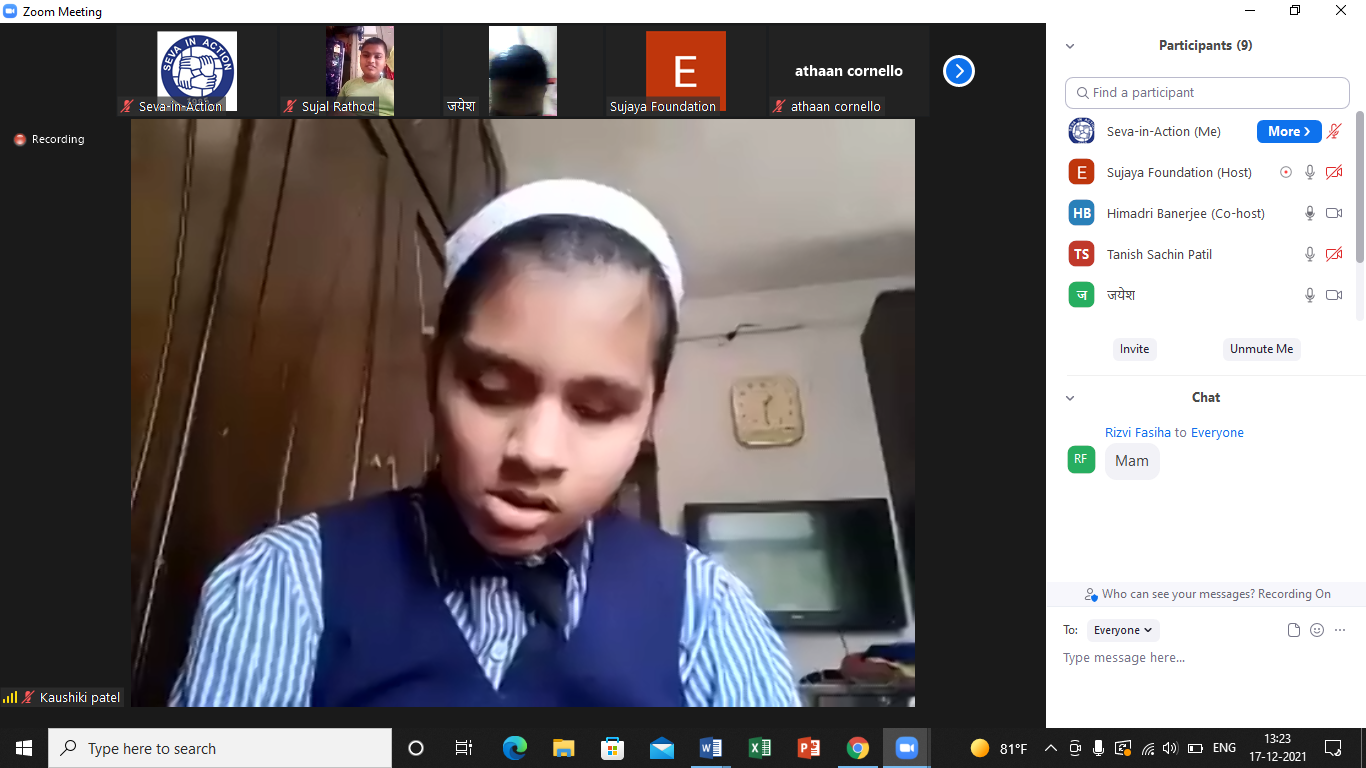 Zoom Meeting
SEVA IN ACTION
E
athaan cornello
Seva-in-Action
Sujal Rathod
जयेश
Sujaya Foundation
athaan cornello
Recording
Kaushiki patel
Participants (9)
Find a participant
Seva-in-Action (Me)
More
E Sujaya Foundation (Host)
HB Himadri Banerjee (Co-host)
TS Tanish Sachin Patil
ज जयेश
Invite
Unmute Me
Chat
Rizvi Fasiha to Everyone
RF Mam
Who can see your messages? Recording On
To: Everyone
Type message here...
Type here to search
81°F
ENG
13:23
17-12-2021